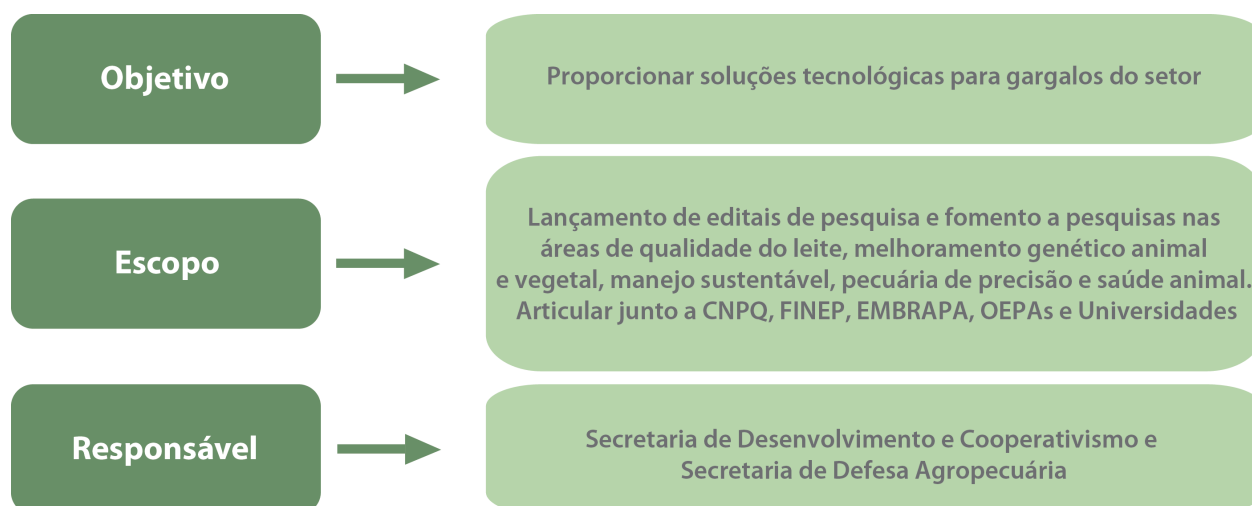 Objetivo
Proporcionar soluções tecnológicas para gargalos do setor
Escopo
Lançamento de editais de pesquisa e fomento a pesquisas nas
áreas de qualidade do leite, melhoramento genético animal
e vegetal, manejo sustentável, pecuária de precisão e saúde animal.
Articular junto a CNPQ, FINEP, EMBRAPA, OEPAs e Universidades
Responsável
Secretaria de Desenvolvimento e Cooperativismo e
Secretaria de Defesa Agropecuária